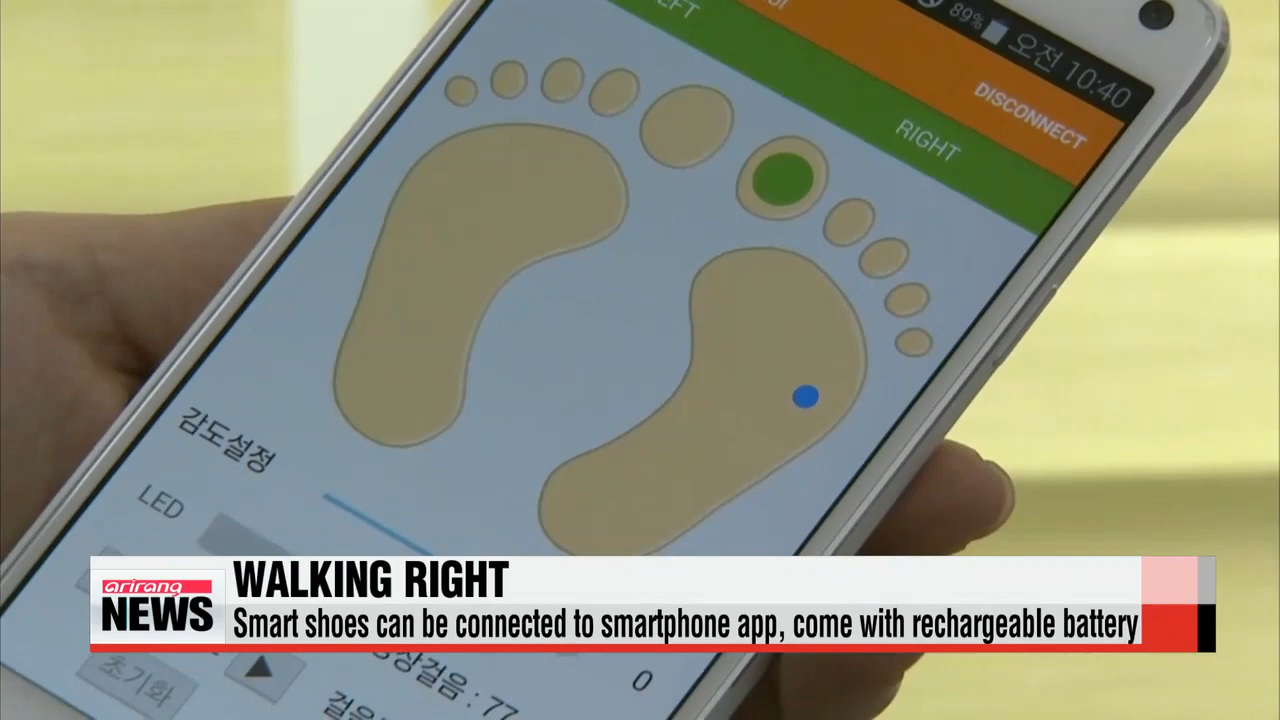 89% 오전 10:40
DISCONNECT
RIGHT
감도설정
LED
초기화
▶
0
arirang
NEWS
WALKING RIGHT
Smart shoes can be connected to smartphone app, come with rechargeable battery